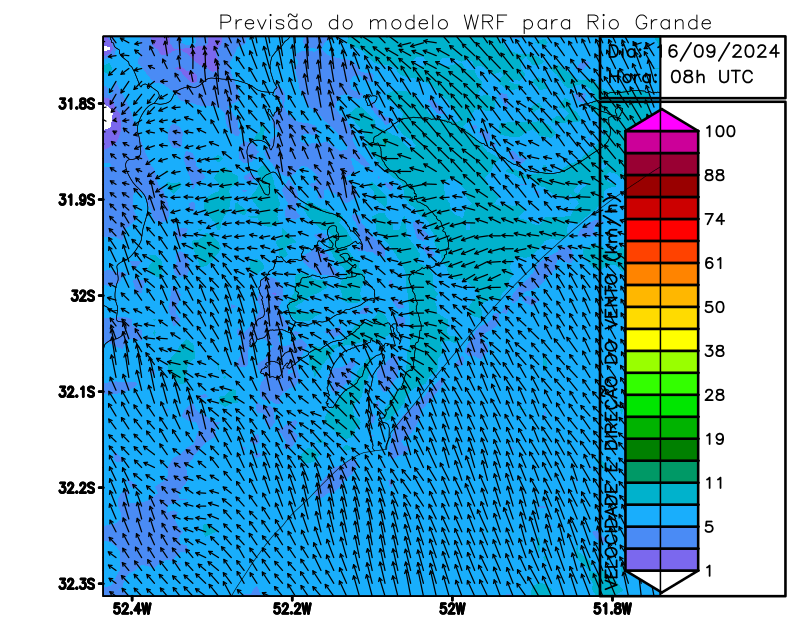 Previsão do modelo WRF para Rio Grande
Dia: 16/09/2024
Hora: 08h UTC
31.8S
31.9S
32S
32.1S
32.2S
32.3S
52.4W
52.2W
52W
51.8W
VELOCIDADE E DIREÇÃO DO VENTO (km/h)
100
88
74
61
50
38
28
19
11
5
1